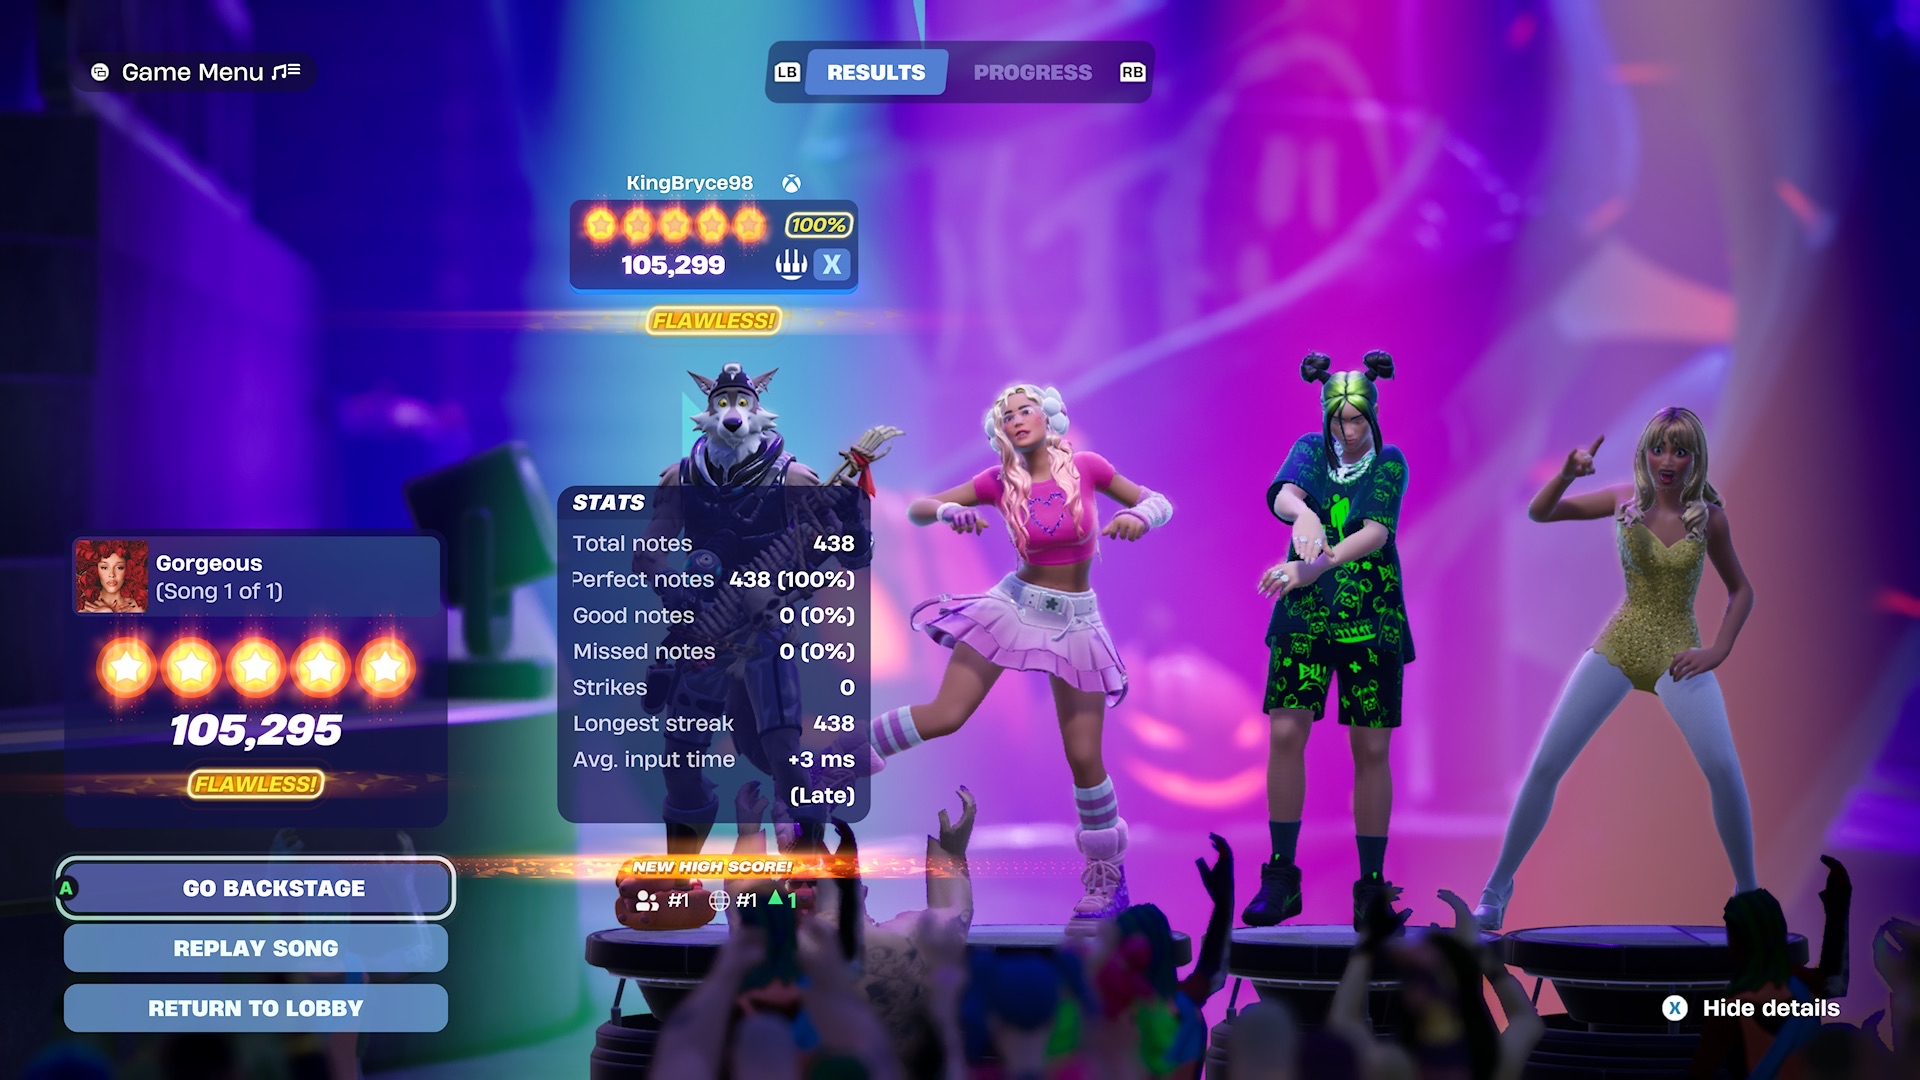 Game Menu
LB RESULTS PROGRESS RB
KingBryce98
100%
105,299
X
FLAWLESS!
STATS
Total notes 438
Perfect notes 438 (100%)
Good notes 0 (0%)
Missed notes 0 (0%)
Strikes 0
Longest streak 438
Avg. input time +3 ms
(Late)
NEW HIGH SCORE!
#1 #1 1
Gorgeous
(Song 1 of 1)
105,295
FLAWLESS!
A GO BACKSTAGE
REPLAY SONG
RETURN TO LOBBY
X Hide details